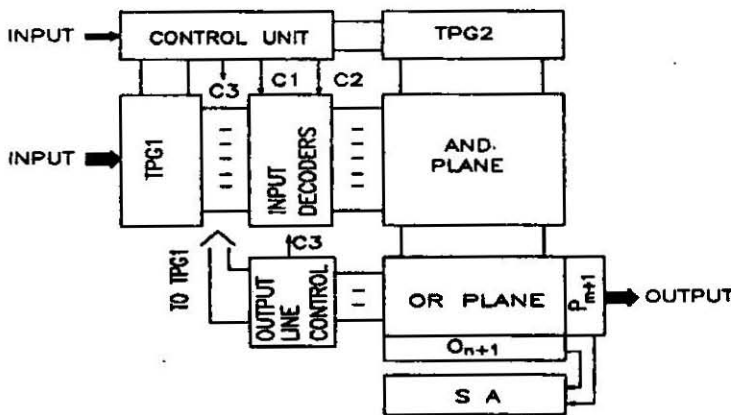 INPUT
CONTROL UNIT
TPG2
C3
C1
C2
INPUT
TPG1
INPUT
DECODERS
AND.
PLANE
TO TPG1
C3
OUTPUT
LINE
CONTROL
OR PLANE
Pm+1
OUTPUT
On+1
S A